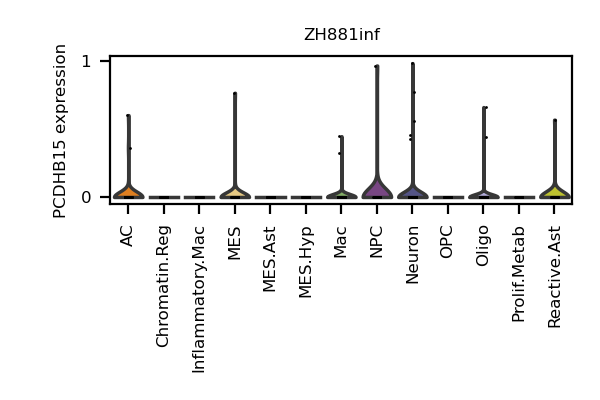 ZH881inf
PCDHB15 expression
1
0
AC
Chromatin.Reg
Inflammatory.Mac
MES
MES.Ast
MES.Hyp
Mac
NPC
Neuron
OPC
Oligo
Prolif.Metab
Reactive.Ast